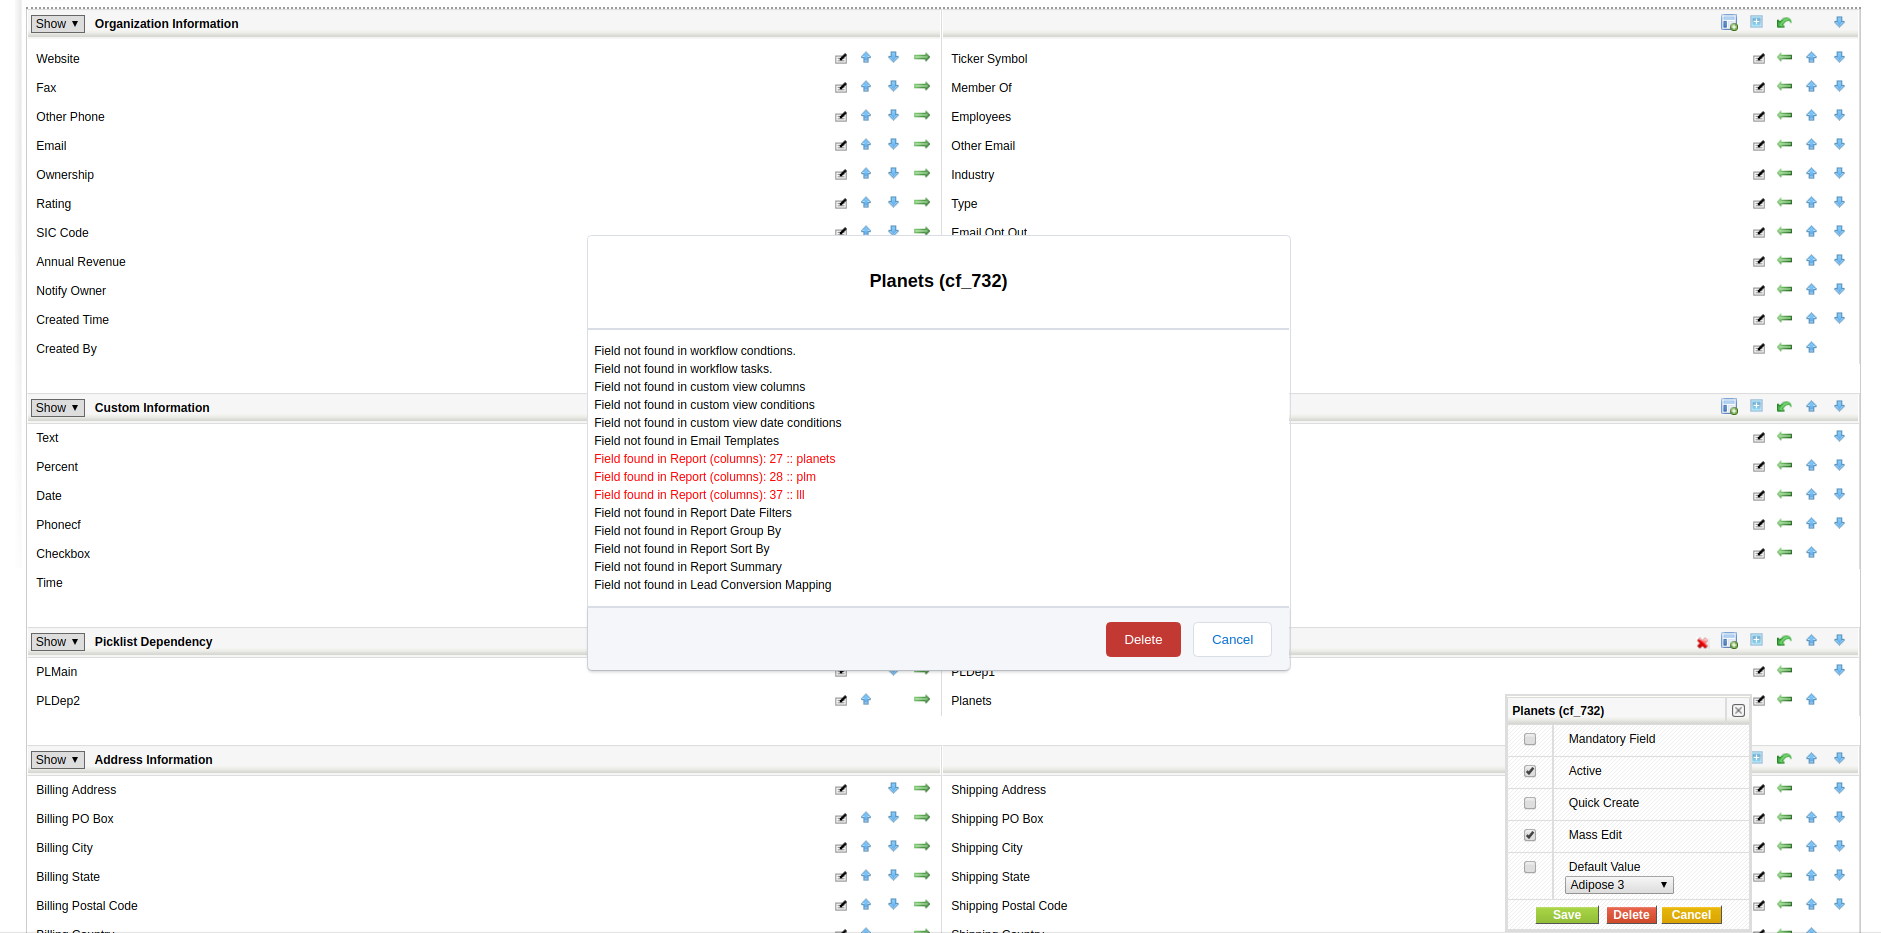 Show ▼ Organization Information
Website Ticker Symbol
Fax Member Of
Other Phone Employees
Email Other Email
Ownership Industry
Rating Type
SIC Code Email Opt Out
Annual Revenue
Notify Owner
Created Time
Created By
Planets (cf_732)
Field not found in workflow condtions.
Field not found in workflow tasks.
Field not found in custom view columns
Field not found in custom view conditions
Field not found in custom view date conditions
Field not found in Email Templates
Field found in Report (columns): 27 :: planets
Field found in Report (columns): 28 :: plm
Field found in Report (columns): 37 :: lll
Field not found in Report Date Filters
Field not found in Report Group By
Field not found in Report Sort By
Field not found in Report Summary
Field not found in Lead Conversion Mapping
Delete Cancel
Show ▼ Custom Information
Text
Percent
Date
Phonecf
Checkbox
Time
Show ▼ Picklist Dependency
PLMain PLDep1
PLDep2 Planets
Show ▼ Address Information
Billing Address Shipping Address
Billing PO Box Shipping PO Box
Billing City Shipping City
Billing State Shipping State
Billing Postal Code Shipping Postal Code
Billing Country Shipping Country
Planets (cf_732)
Mandatory Field
Active
Quick Create
Mass Edit
Default Value
Adipose 3 ▼
Save Delete Cancel